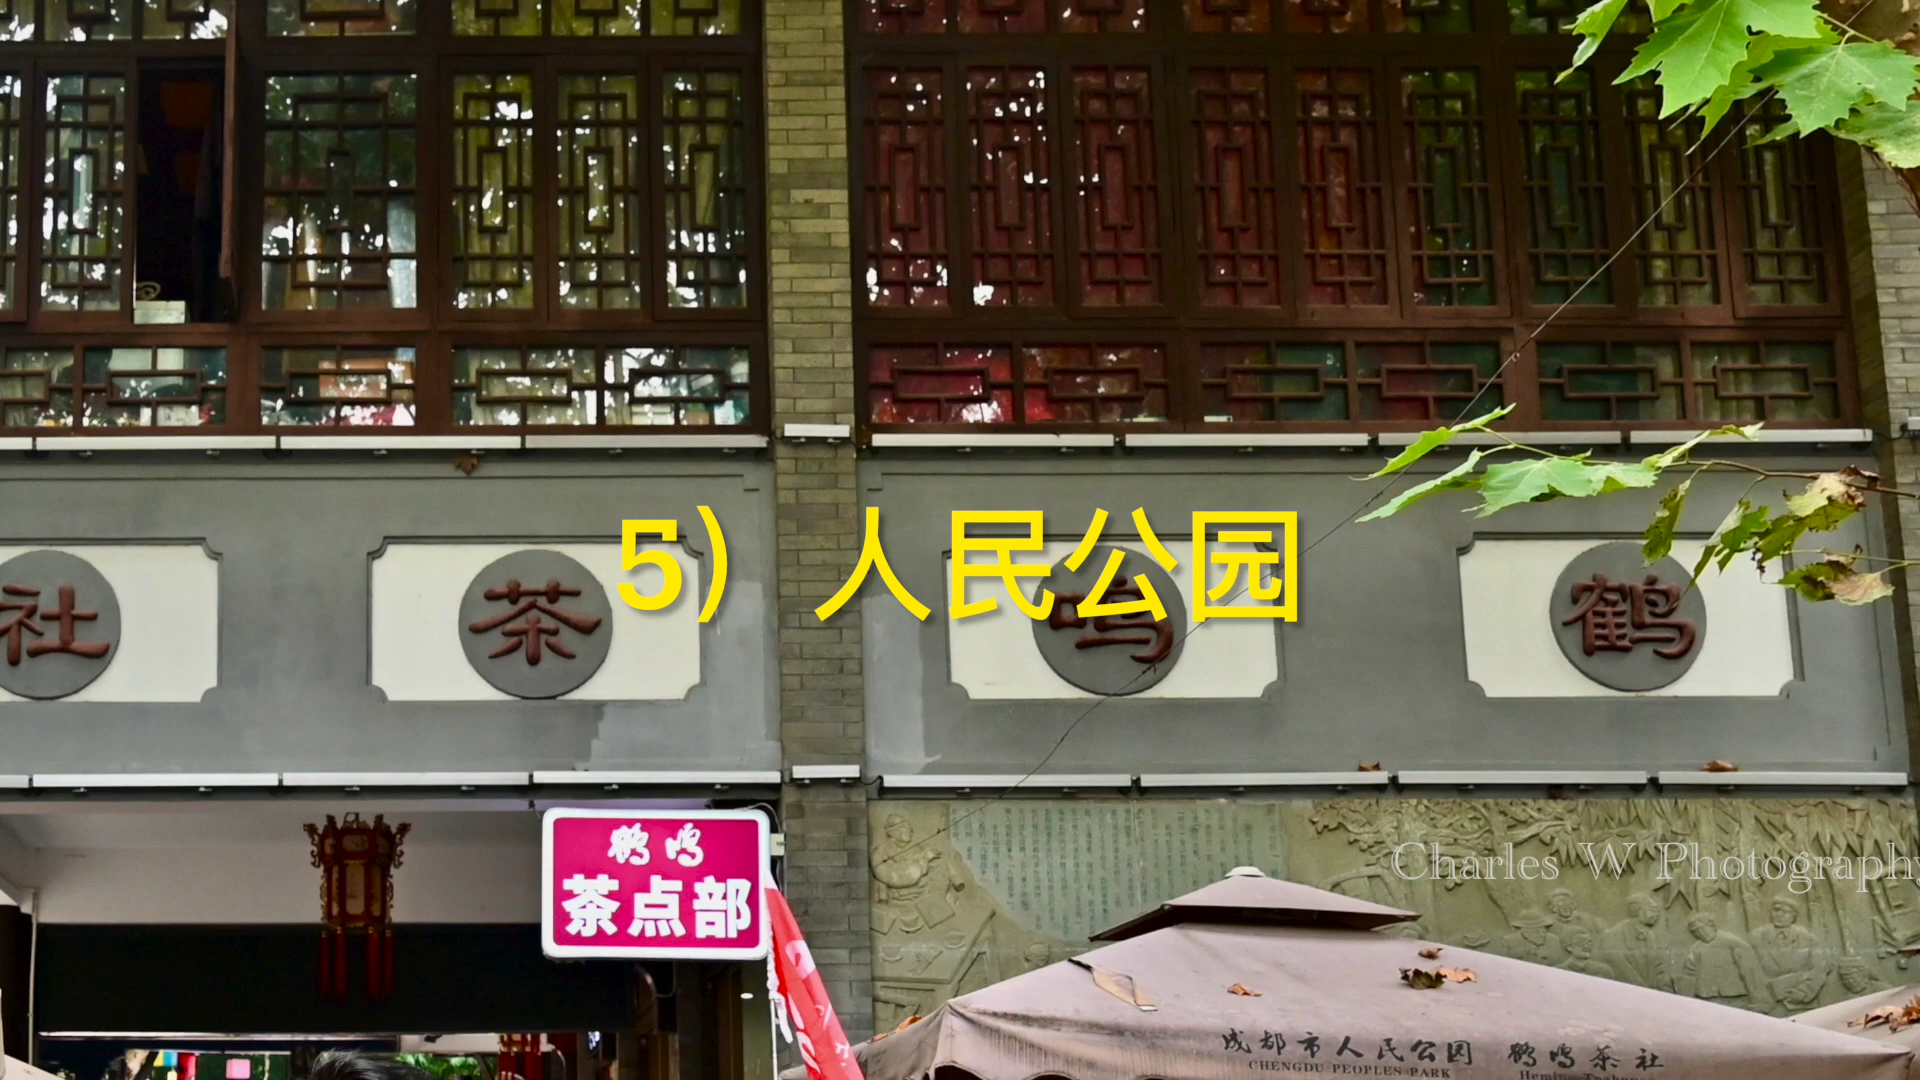 5）人民公园
社 茶 鸣 鹤
鹤鸣
茶点部
Charles W Photography
成都市人民公园 鹤鸣茶社
CHENGDU PEOPLES PARK